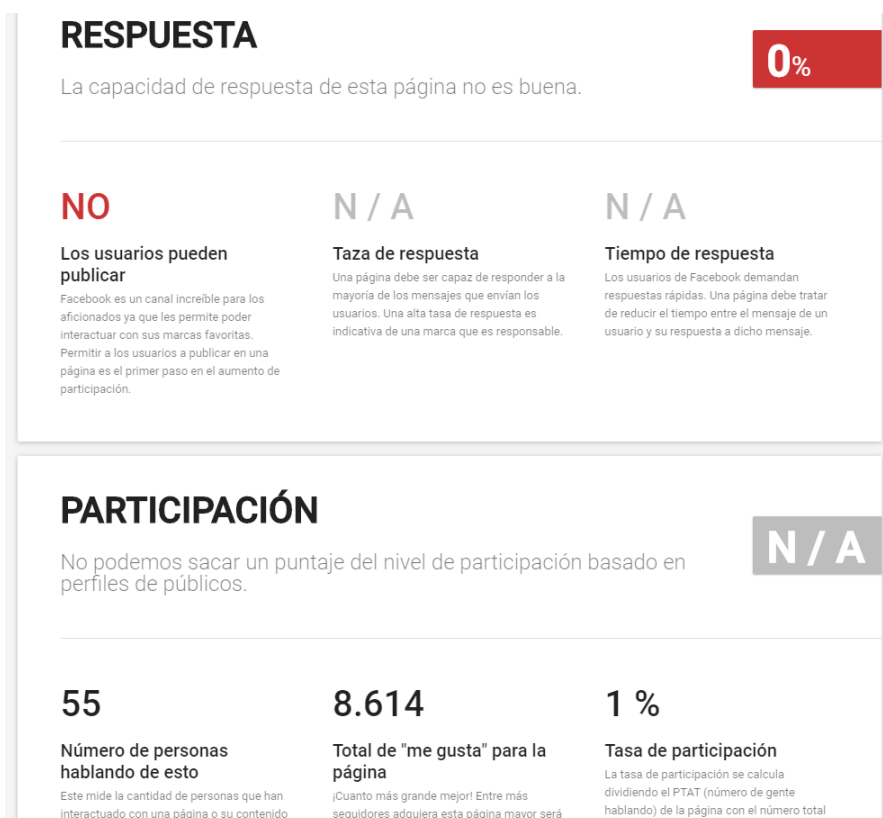 RESPUESTA
0%
La capacidad de respuesta de esta página no es buena.
NO
Los usuarios pueden
publicar
Facebook es un canal increíble para los
aficionados ya que les permite poder
interactuar con sus marcas favoritas.
Permitir a los usuarios a publicar en una
página es el primer paso en el aumento de
participación.
N / A
Taza de respuesta
Una página debe ser capaz de responder a la
mayoría de los mensajes que envían los
usuarios. Una alta tasa de respuesta es
indicativa de una marca que es responsable.
N / A
Tiempo de respuesta
Los usuarios de Facebook demandan
respuestas rápidas. Una página debe tratar
de reducir el tiempo entre el mensaje de un
usuario y su respuesta a dicho mensaje.
PARTICIPACIÓN
N / A
No podemos sacar un puntaje del nivel de participación basado en
perfiles de públicos.
55
Número de personas
hablando de esto
Este mide la cantidad de personas que han
interactuado con una página o su contenido
8.614
Total de "me gusta" para la
página
¡Cuanto más grande mejor! Entre más
seguidores adquiera esta página mayor será
1 %
Tasa de participación
La tasa de participación se calcula
dividiendo el PTAT (número de gente
hablando) de la página con el número total